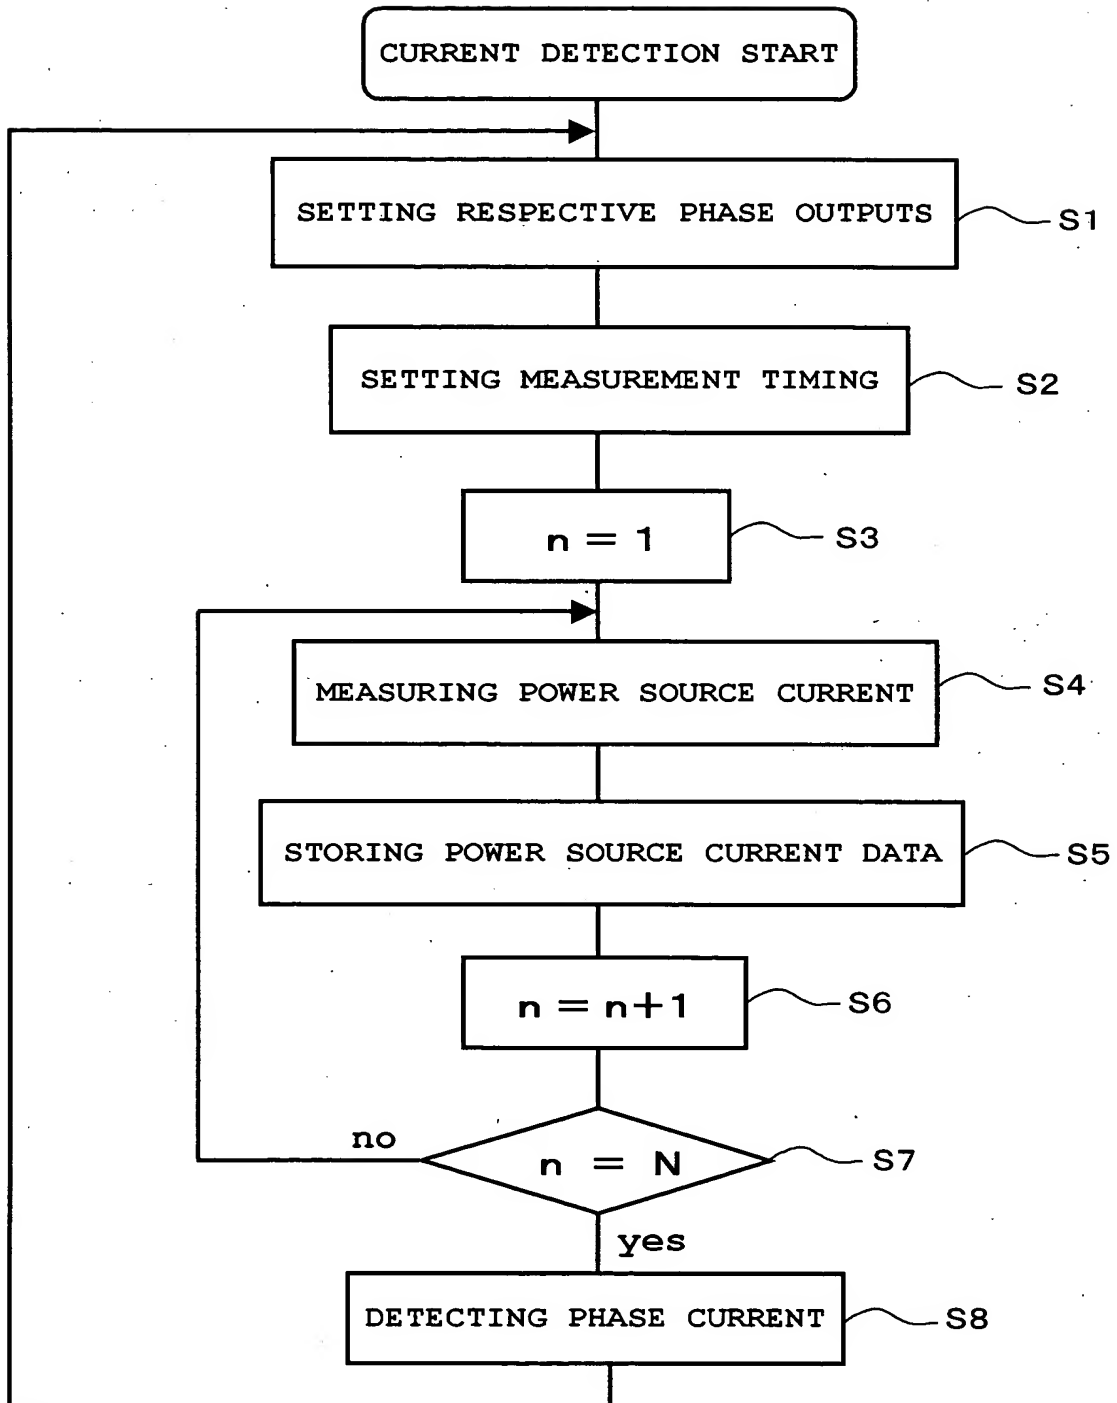 CURRENT DETECTION START
SETTING RESPECTIVE PHASE OUTPUTS
S1
SETTING MEASUREMENT TIMING
S2
n = 1
S3
MEASURING POWER SOURCE CURRENT
S4
STORING POWER SOURCE CURRENT DATA
S5
n = n+1
S6
no
n = N
S7
yes
DETECTING PHASE CURRENT
S8